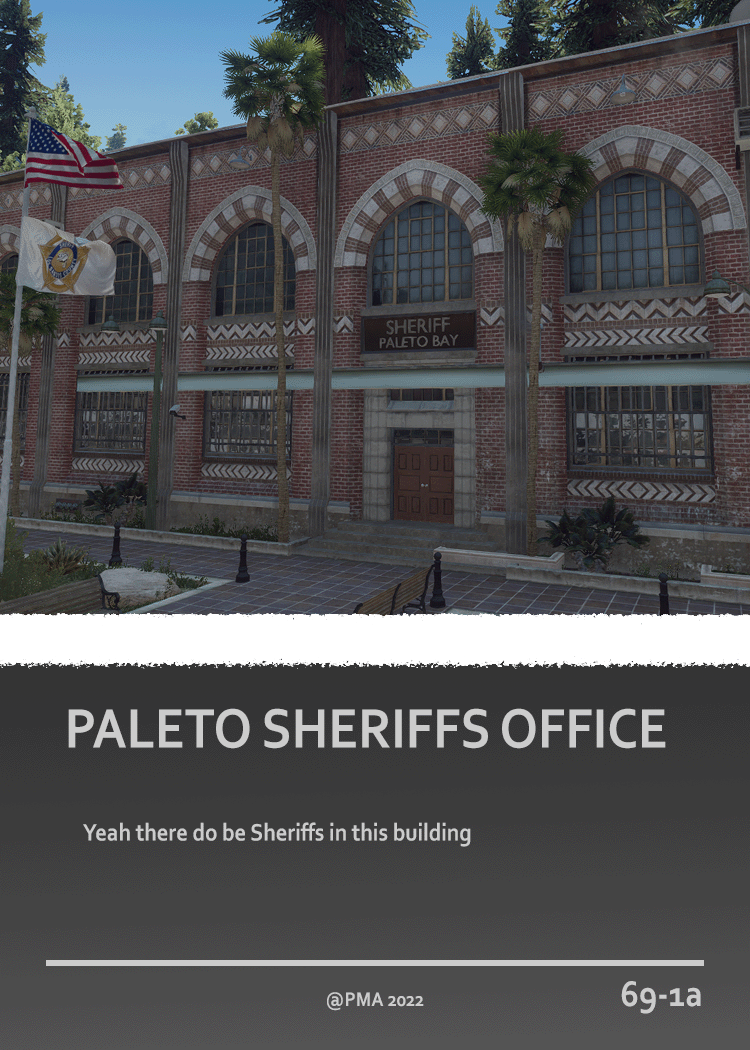 SHERIFF
PALETO BAY
PALETO SHERIFFS OFFICE
Yeah there do be Sheriffs in this building
@PMA 2022
69-1a